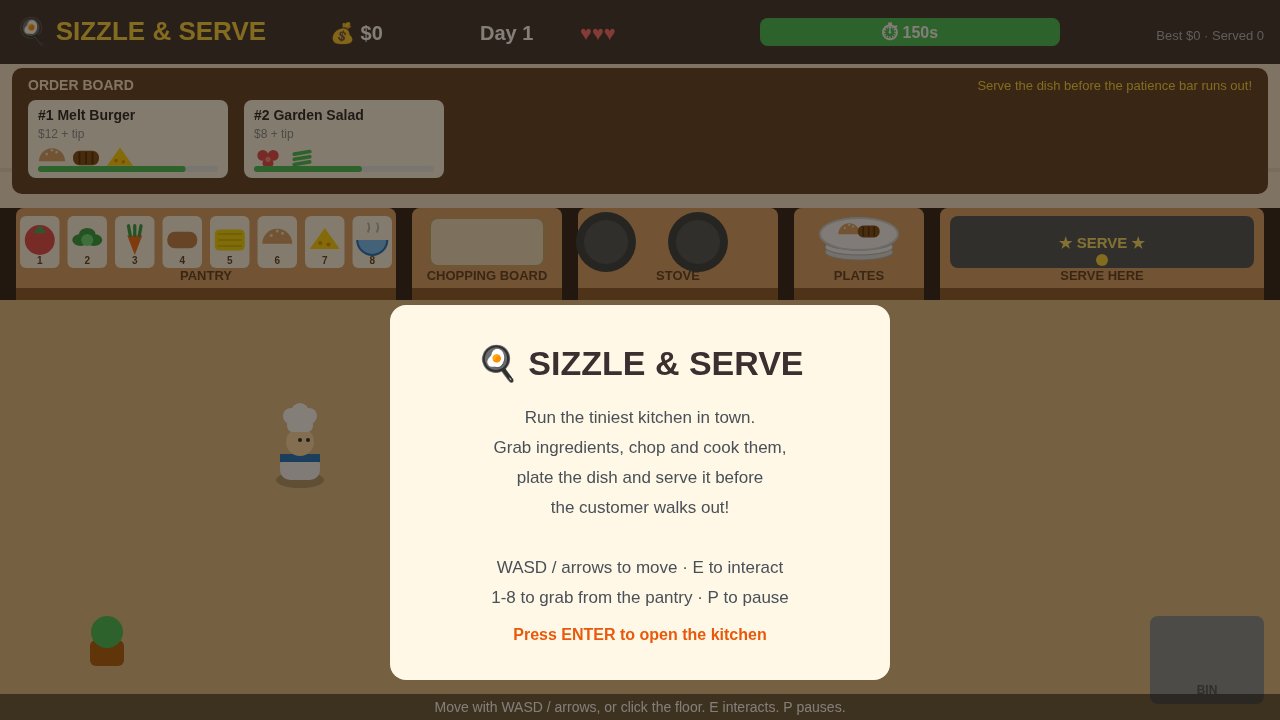 SIZZLE & SERVE
$0
Day 1
150s
Best $0 · Served 0
ORDER BOARD
Serve the dish before the patience bar runs out!
#1 Melt Burger
$12 + tip
#2 Garden Salad
$8 + tip
1 2 3 4 5 6 7 8
PANTRY
CHOPPING BOARD
STOVE
PLATES
★ SERVE ★
SERVE HERE
SIZZLE & SERVE
Run the tiniest kitchen in town.
Grab ingredients, chop and cook them,
plate the dish and serve it before
the customer walks out!
WASD / arrows to move · E to interact
1-8 to grab from the pantry · P to pause
Press ENTER to open the kitchen
BIN
Move with WASD / arrows, or click the floor. E interacts. P pauses.